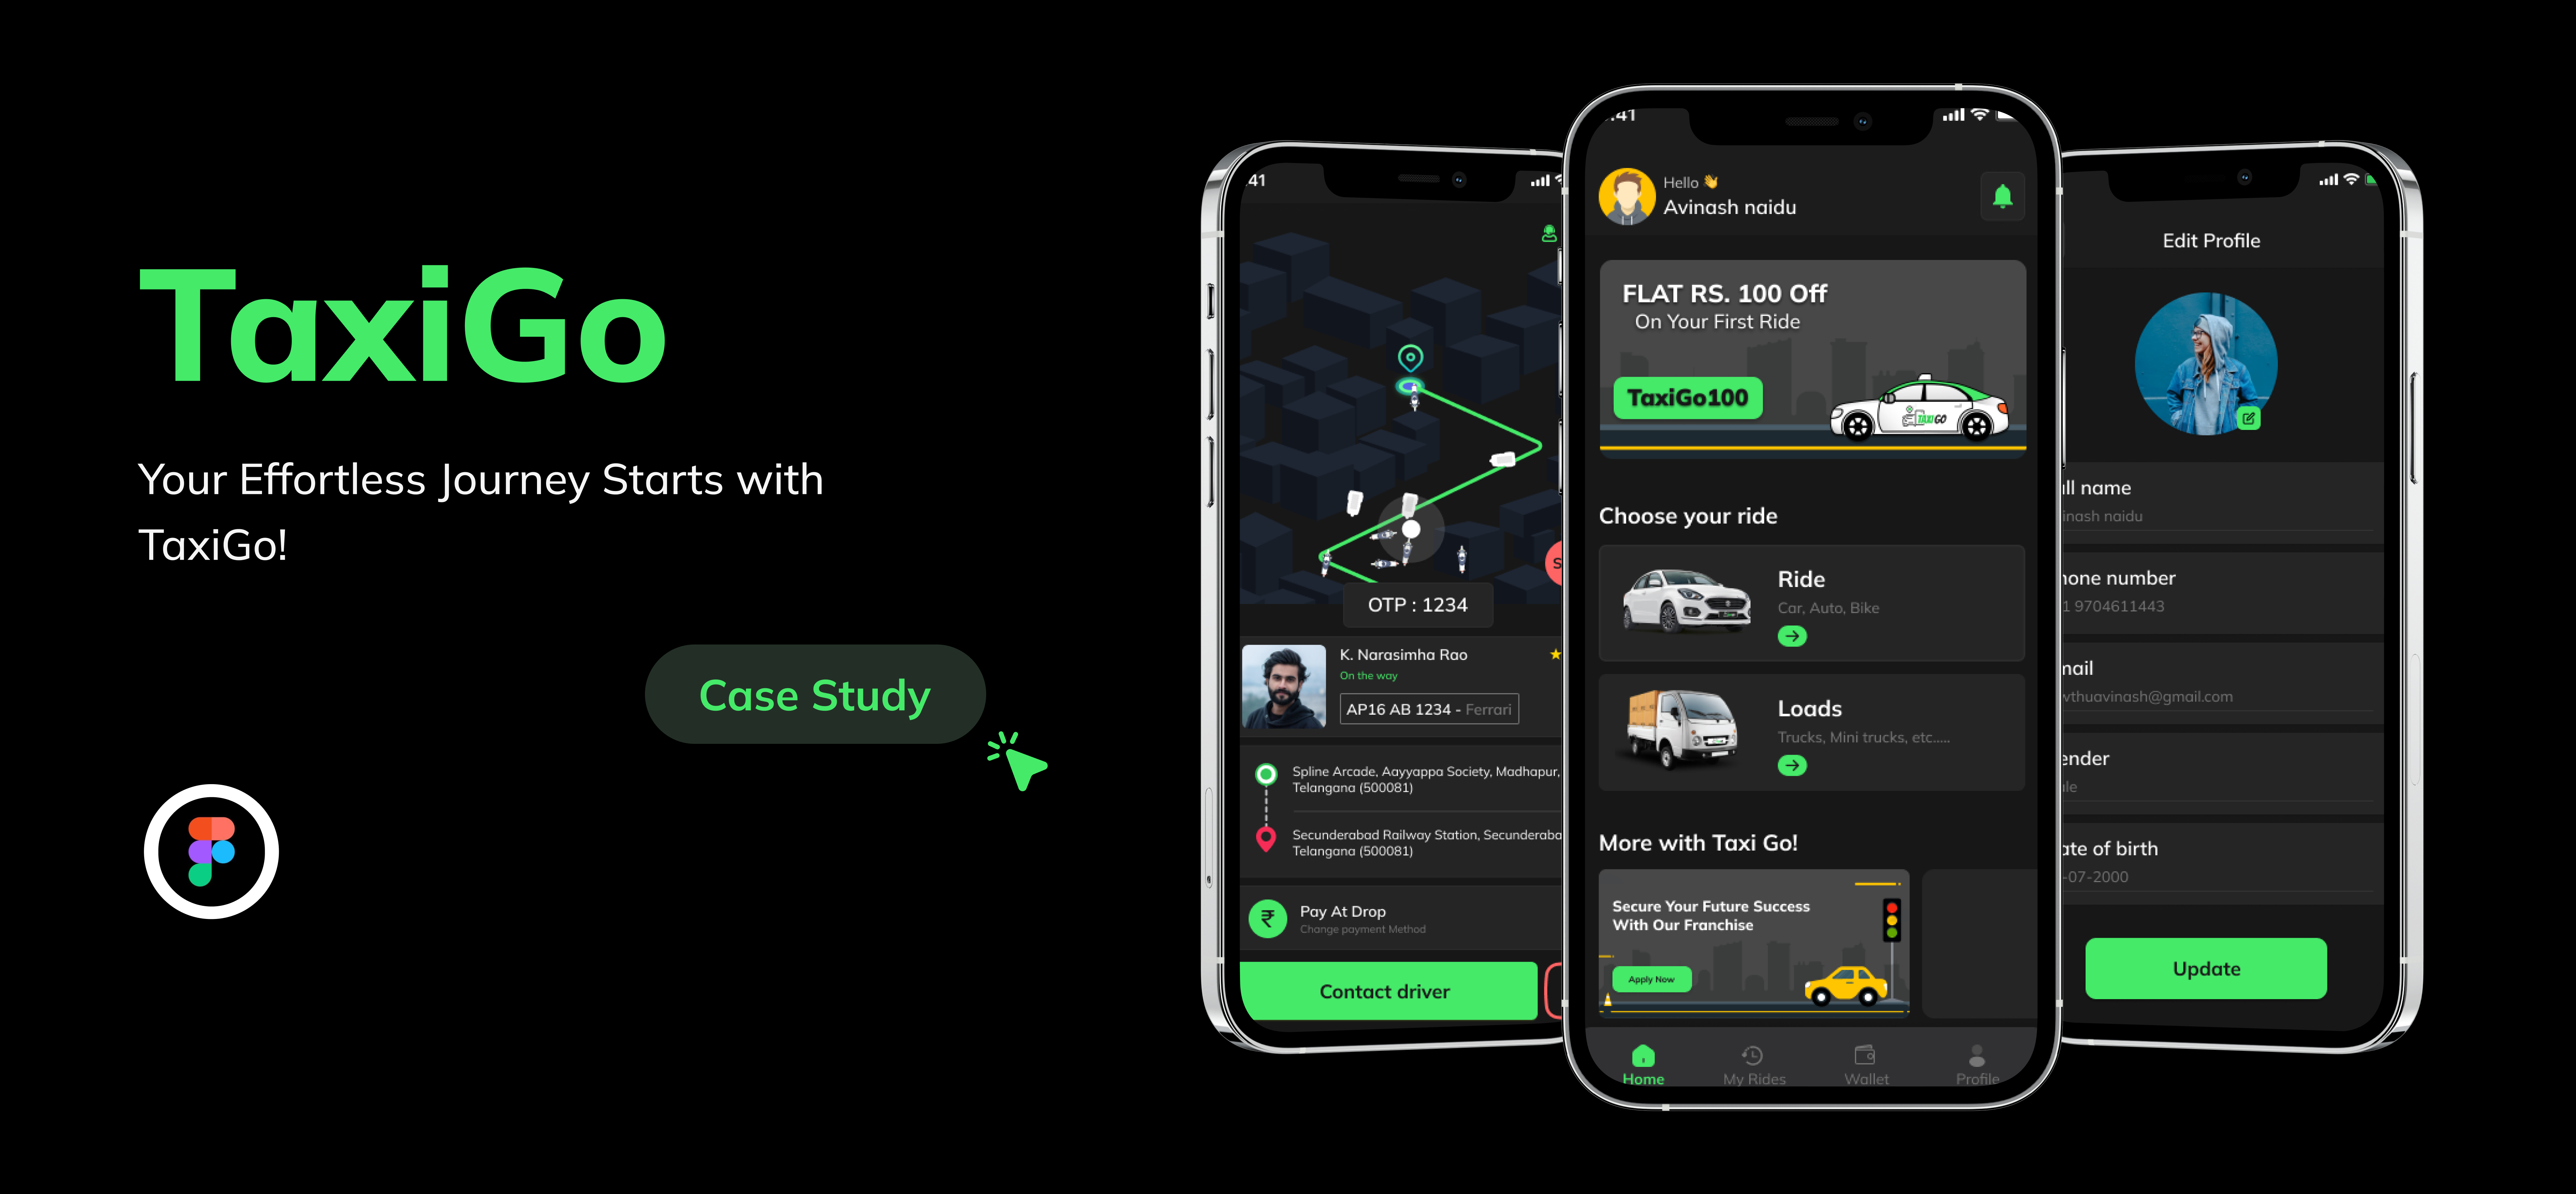 TaxiGo
Your Effortless Journey Starts with
TaxiGo!
Case Study
:41
OTP : 1234
K. Narasimha Rao
On the way
AP16 AB 1234 - Ferrari
Spline Arcade, Aayyappa Society, Madhapur,
Telangana (500081)
Secunderabad Railway Station, Secunderaba
Telangana (500081)
₹
Pay At Drop
Change payment Method
Contact driver
:41
Hello 👋
Avinash naidu
FLAT RS. 100 Off
On Your First Ride
TaxiGo100
TAXI GO
Choose your ride
Ride
Car, Auto, Bike
Loads
Trucks, Mini trucks, etc.....
More with Taxi Go!
Secure Your Future Success
With Our Franchise
Apply Now
Home
My Rides
Wallet
Profile
Edit Profile
ll name
inash naidu
hone number
1 9704611443
mail
vthuavinash@gmail.com
ender
le
ate of birth
-07-2000
Update